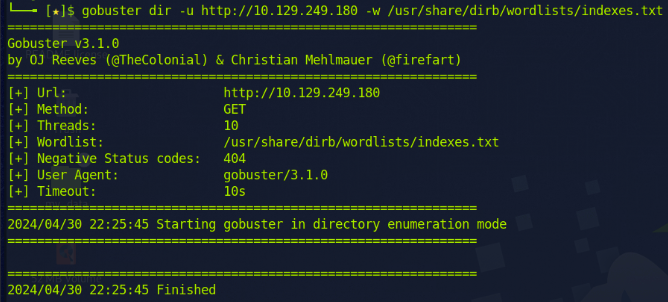 [★]$ gobuster dir -u http://10.129.249.180 -w /usr/share/dirb/wordlists/indexes.txt
===============================================================
Gobuster v3.1.0
by OJ Reeves (@TheColonial) & Christian Mehlmauer (@firefart)
===============================================================
[+] Url:                     http://10.129.249.180
[+] Method:                  GET
[+] Threads:                 10
[+] Wordlist:                /usr/share/dirb/wordlists/indexes.txt
[+] Negative Status codes:   404
[+] User Agent:              gobuster/3.1.0
[+] Timeout:                 10s
===============================================================
2024/04/30 22:25:45 Starting gobuster in directory enumeration mode
===============================================================
===============================================================
2024/04/30 22:25:45 Finished